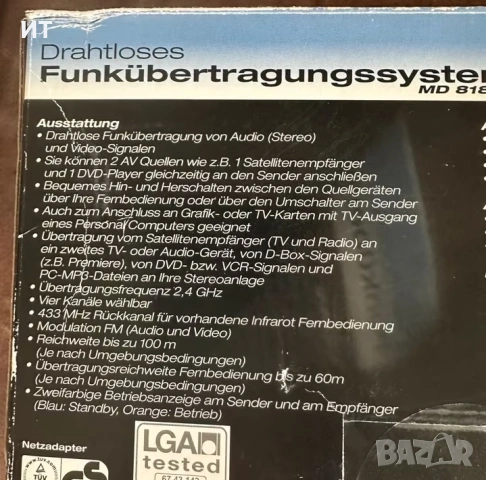 ИТ
Drahtloses
Funkübertragungssystem
MD 818
Ausstattung
• Drahtlose Funkübertragung von Audio (Stereo)
und Video-Signalen
• Sie können 2 AV Quellen wie z.B. 1 Satellitenempfänger
und 1 DVD-Player gleichzeitig an den Sender anschließen
• Bequemes Hin- und Herschalten zwischen den Quellgeräten
über Ihre Fernbedienung oder über den Umschalter am Sender
• Auch zum Anschluss an Grafik- oder TV-Karten mit TV-Ausgang
eines Personal Computers geeignet
• Übertragung vom Satellitenempfänger (TV und Radio) an
ein zweites TV- oder Audio-Gerät, von D-Box-Signalen
(z.B. Premiere), von DVD- bzw. VCR-Signalen und
PC-MP3-Dateien an Ihre Stereoanlage
• Übertragungsfrequenz 2,4 GHz
• Vier Kanäle wählbar
• 433 MHz Rückkanal für vorhandene Infrarot Fernbedienung
• Modulation FM (Audio und Video)
• Reichweite bis zu 100 m
(Je nach Umgebungsbedingungen)
• Übertragungsreichweite Fernbedienung bis zu 60m
(Je nach Umgebungsbedingungen)
• Zweifarbige Betriebsanzeige am Sender und am Empfänger
(Blau: Standby, Orange: Betrieb)
Netzadapter
LGA
tested
TÜV
GS
bazar.bg